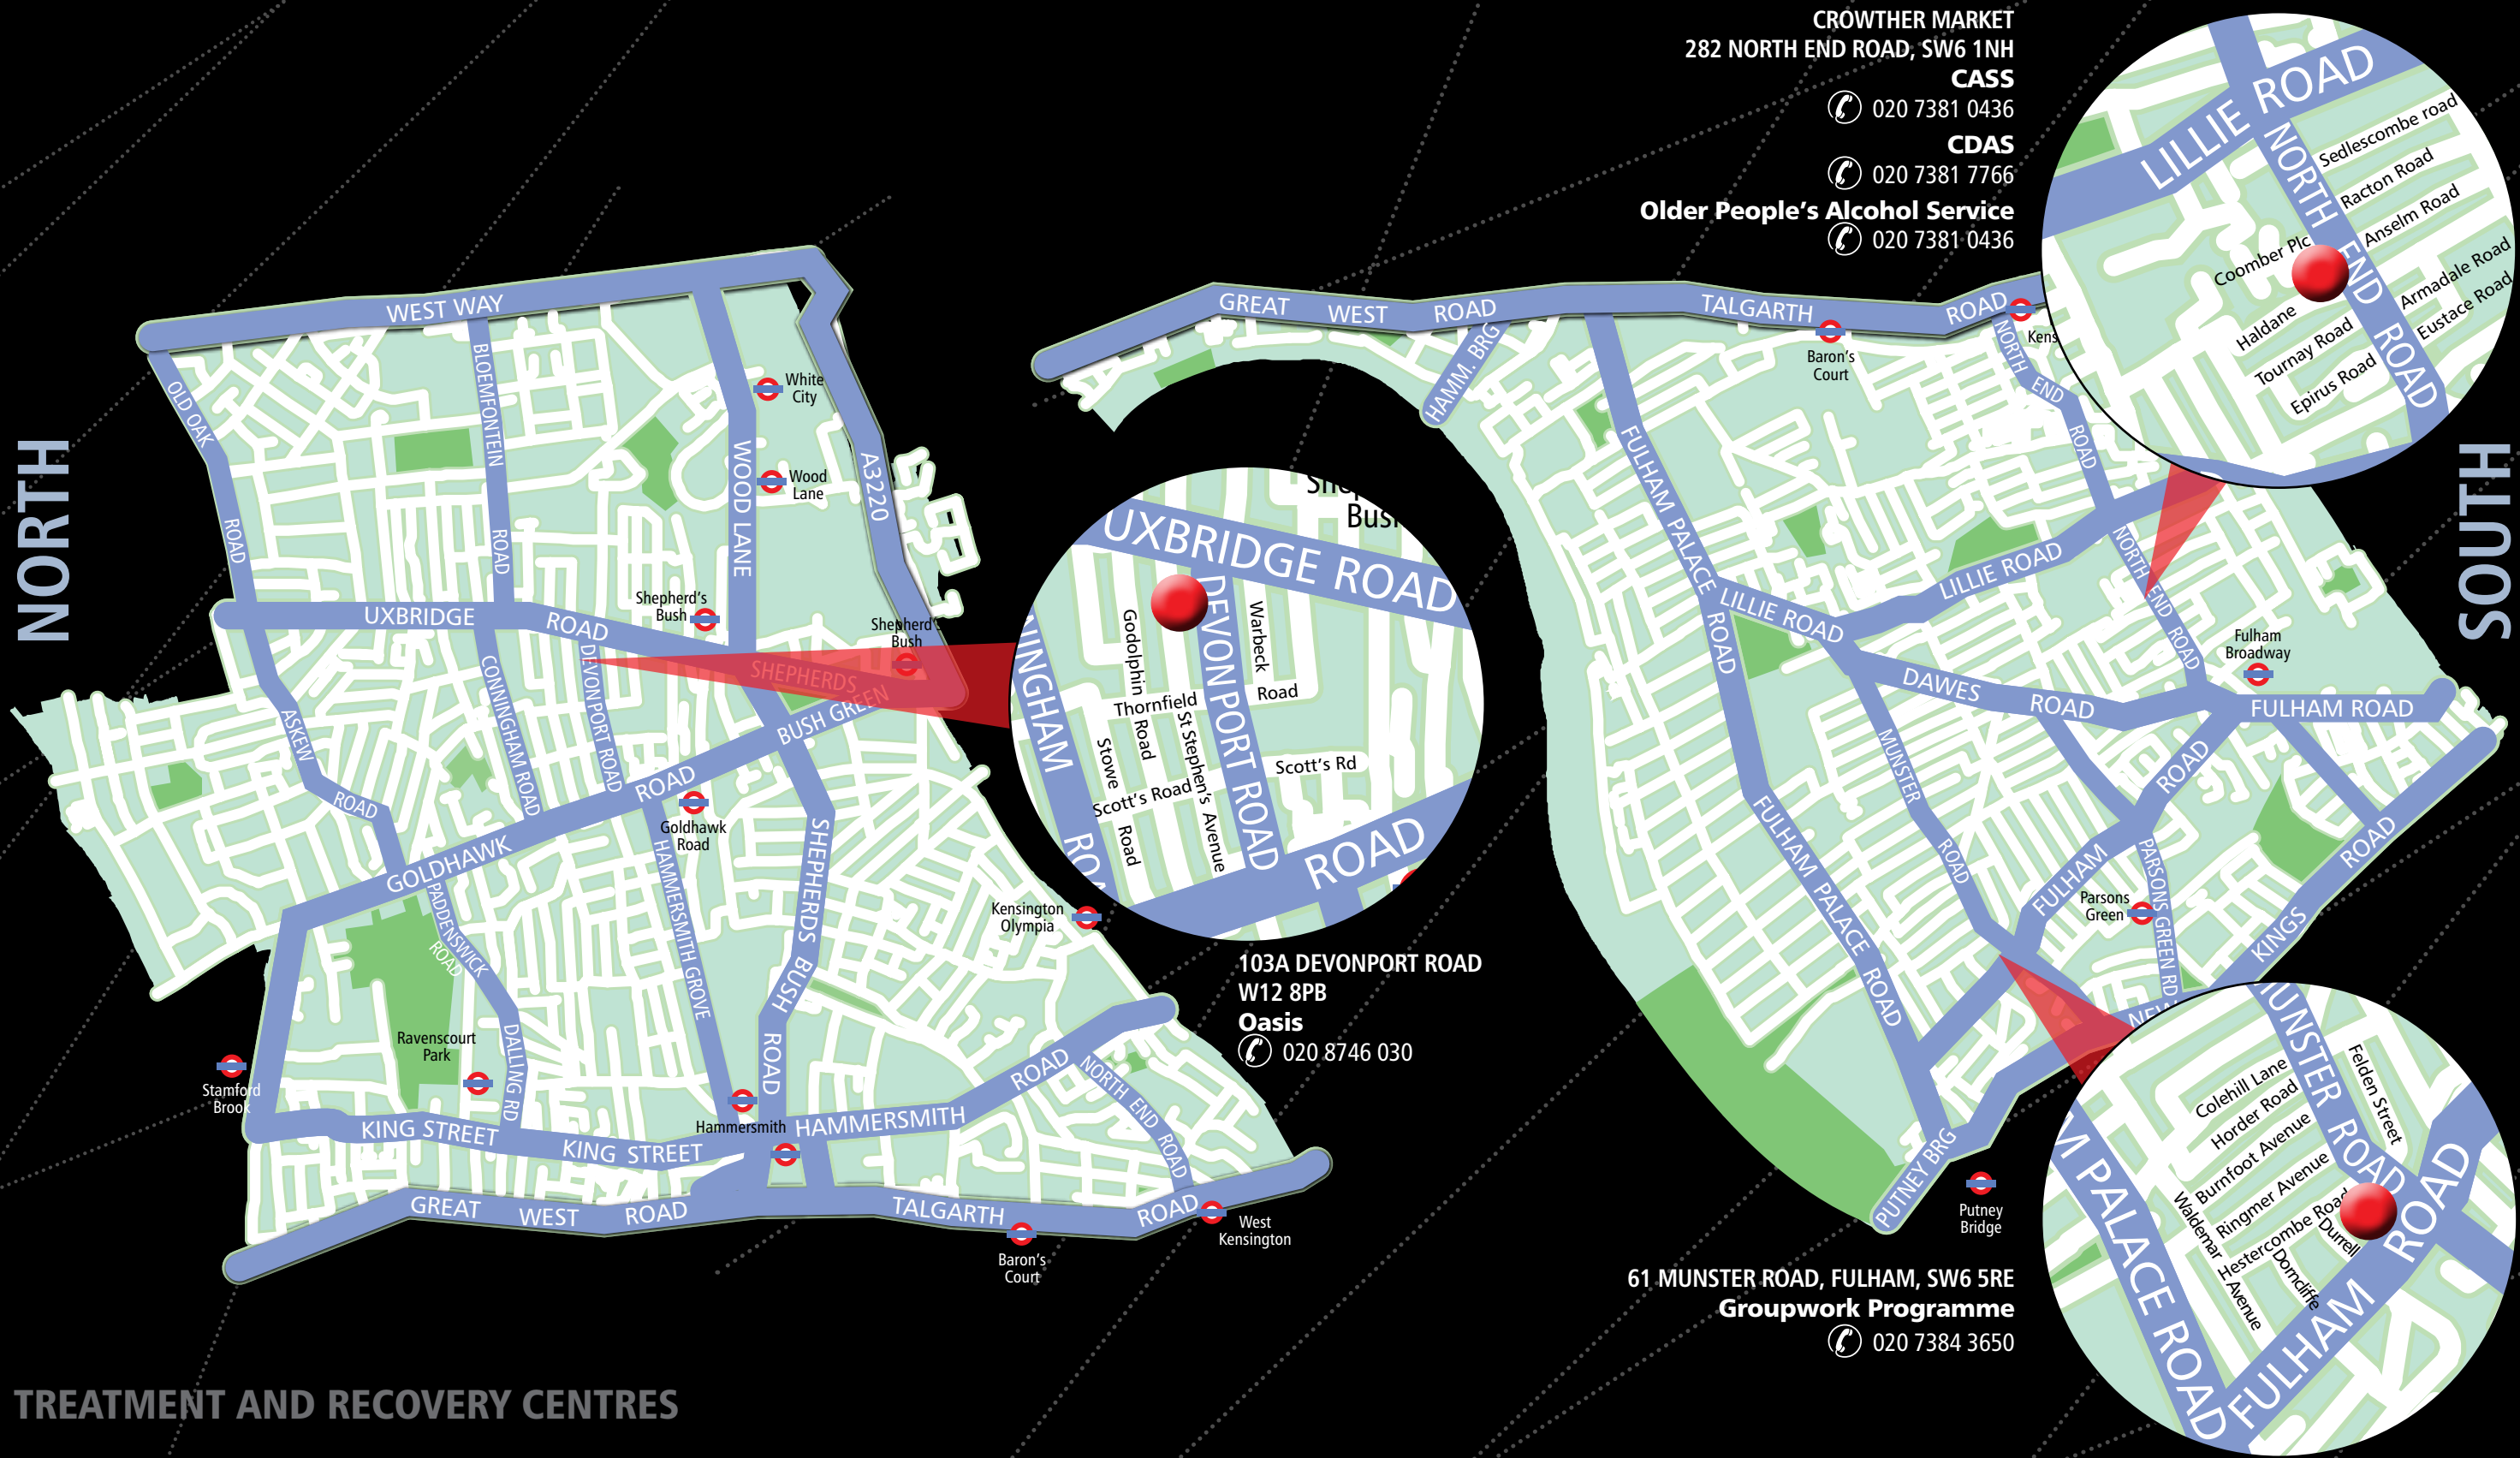 CROWTHER MARKET
282 NORTH END ROAD, SW6 1NH
CASS
020 7381 0436
CDAS
020 7381 7766
Older People's Alcohol Service
020 7381 0436
NORTH
WEST WAY
OLD OAK
ROAD
BLOEMFONTEIN
ROAD
WOOD LANE
A3220
White
City
Wood
Lane
UXBRIDGE
ROAD
Shepherd's
Bush
Shepherd'
Bush
SHEPHERDS
BUSH GREEN
ASKEW
ROAD
CONNINGHAM ROAD
DEVONPORT ROAD
GOLDHAWK
ROAD
Goldhawk
Road
PADDENSWICK
ROAD
HAMMERSMITH GROVE
SHEPHERDS
BUSH
ROAD
Kensington
Olympia
Ravenscourt
Park
DALLING RD
Stamford
Brook
KING STREET
KING STREET
Hammersmith
HAMMERSMITH
ROAD
NORTH END ROAD
GREAT WEST ROAD
TALGARTH
ROAD
Baron's
Court
West
Kensington
Shep
Bush
UXBRIDGE ROAD
NINGHAM
ROA
DEVONPORT ROAD
Godolphin
Road
Warbeck
Road
Thornfield
St Stephen's Avenue
Stowe
Road
Scott's Road
Scott's Rd
ROAD
103A DEVONPORT ROAD
W12 8PB
Oasis
020 8746 030
SOUTH
GREAT WEST ROAD
TALGARTH
ROAD
HAMM. BRG
Baron's
Court
Kens
NORTH
END
ROAD
FULHAM PALACE
ROAD
LILLIE ROAD
LILLIE ROAD
NORTH END ROAD
Fulham
Broadway
DAWES
ROAD
FULHAM ROAD
MUNSTER
ROAD
FULHAM PALACE ROAD
FULHAM
ROAD
Parsons
Green
PARSONS GREEN RD
KINGS
ROAD
NEW
PUTNEY BRG
Putney
Bridge
LILLIE ROAD
NORTH
END
ROAD
Sedlescombe road
Racton Road
Anselm Road
Armadale Road
Eustace Road
Coomber Plc
Haldane
Tournay Road
Epirus Road
MUNSTER
ROAD
Felden Street
Colehill Lane
Horder Road
Burnfoot Avenue
Ringmer Avenue
Hestercombe Road
Waldemar
Avenue
Durrell
Dorncliffe
M PALACE ROAD
FULHAM
ROAD
61 MUNSTER ROAD, FULHAM, SW6 5RE
Groupwork Programme
020 7384 3650
TREATMENT AND RECOVERY CENTRES